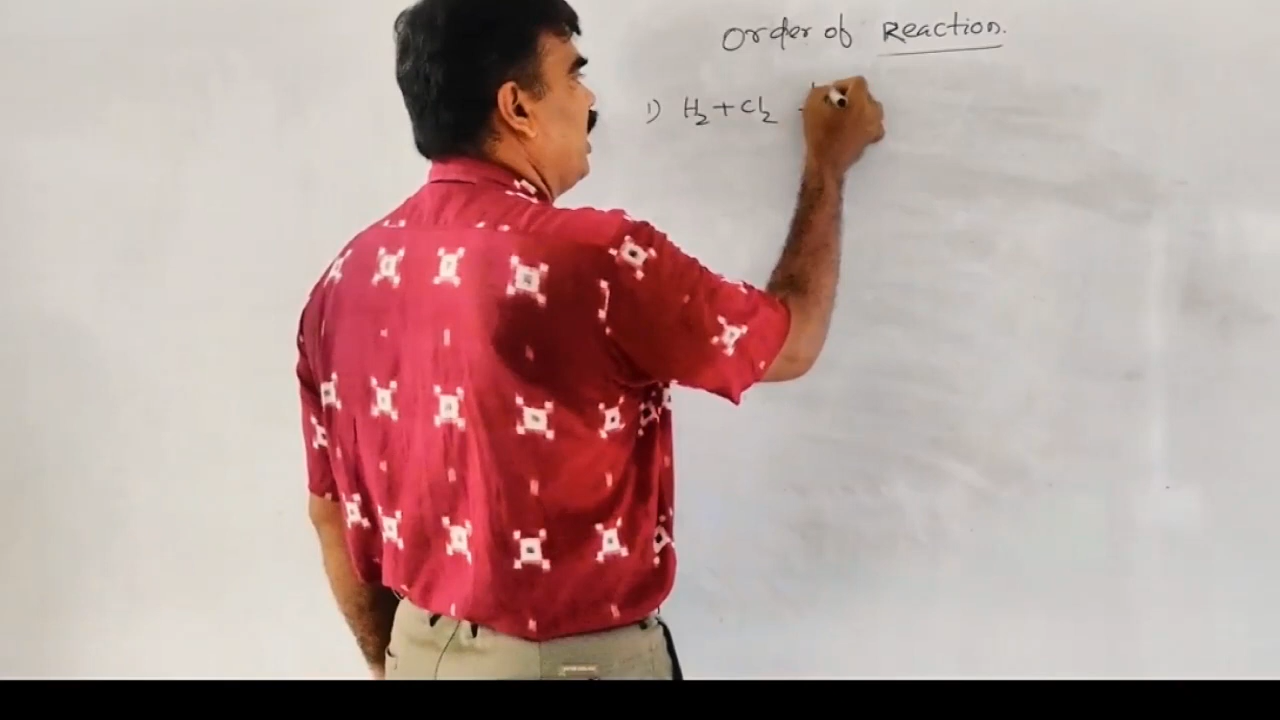 Order of Reaction.
1) H₂ + Cl₂